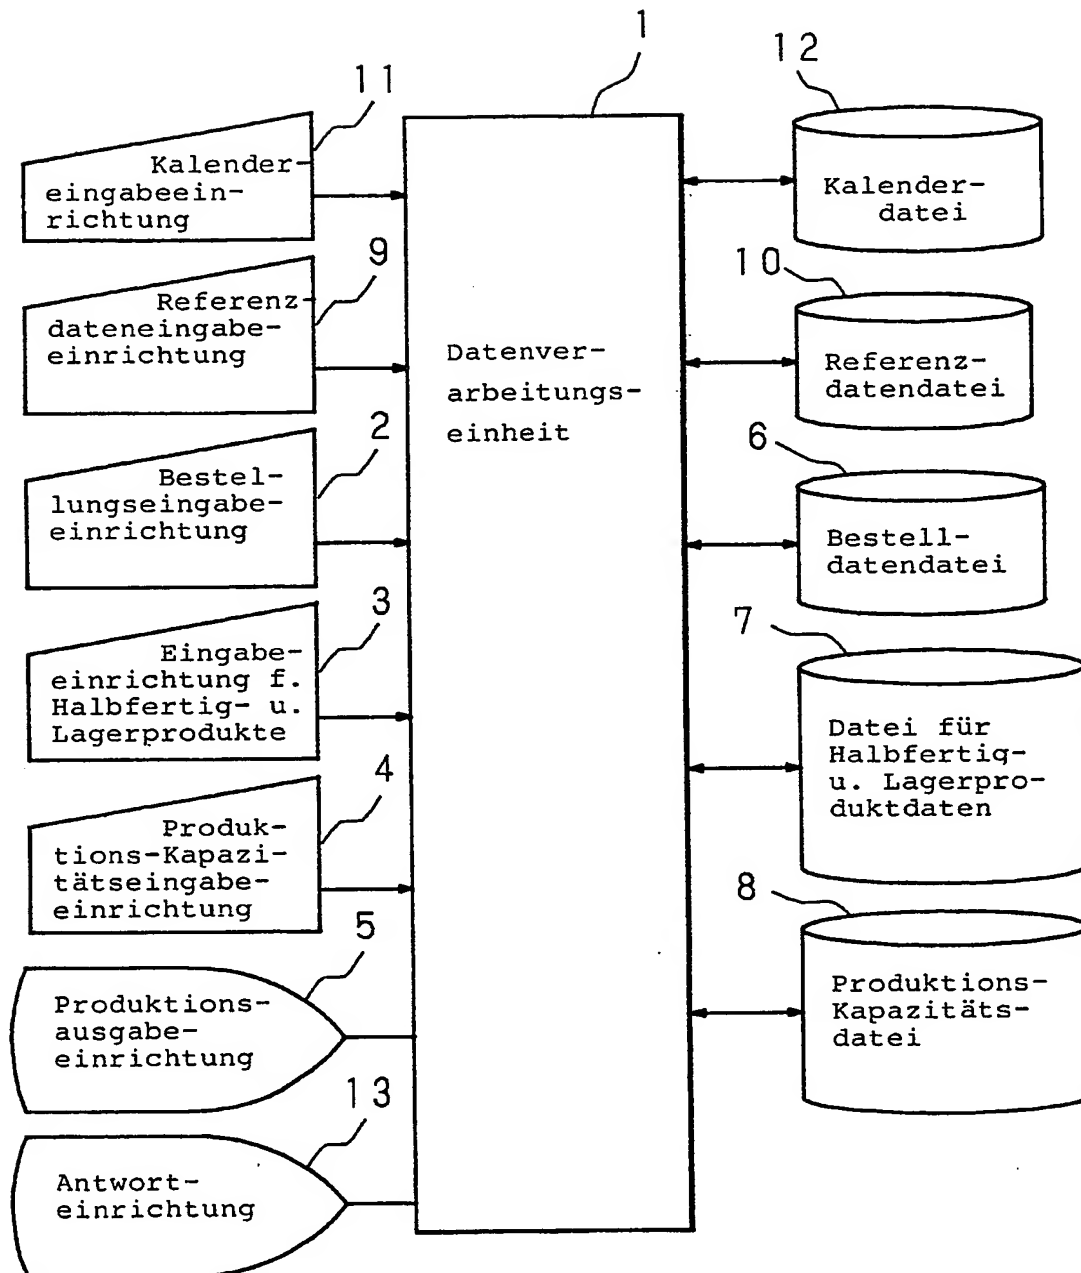 1
12
11
Kalender-
eingabeein-
richtung
Kalender-
datei
9
10
Referenz-
dateneingabe-
einrichtung
Datenver-
arbeitungs-
einheit
Referenz-
datendatei
2
6
Bestel-
lungseingabe-
einrichtung
Bestell-
datendatei
3
7
Eingabe-
einrichtung f.
Halbfertig- u.
Lagerprodukte
Datei für
Halbfertig-
u. Lagerpro-
duktdaten
4
8
Produk-
tions-Kapazi-
tätseingabe-
einrichtung
5
Produktions-
ausgabe-
einrichtung
Produktions-
Kapazitäts-
datei
13
Antwort-
einrichtung